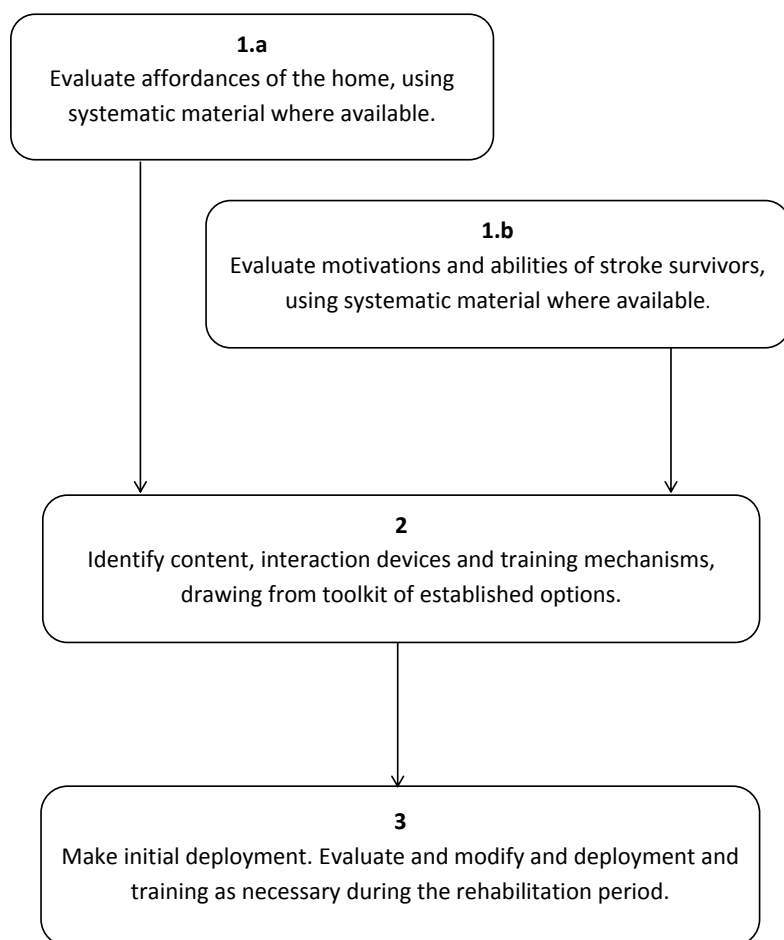 1.a
Evaluate affordances of the home, using
systematic material where available.
1.b
Evaluate motivations and abilities of stroke survivors,
using systematic material where available.
2
Identify content, interaction devices and training mechanisms,
drawing from toolkit of established options.
3
Make initial deployment. Evaluate and modify and deployment and
training as necessary during the rehabilitation period.